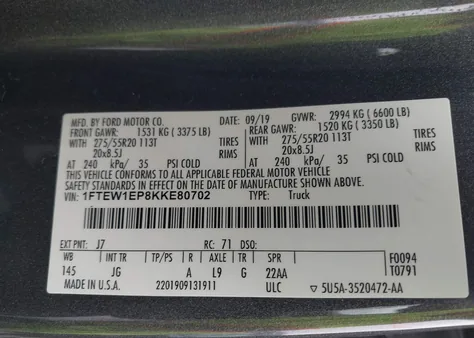 MFD. BY FORD MOTOR CO. DATE: 09/19 GVWR: 2994 KG ( 6600 LB)
FRONT GAWR: 1531 KG ( 3375 LB) REAR GAWR: 1520 KG ( 3350 LB)
WITH 275/55R20 113T TIRES WITH 275/55R20 113T TIRES
20x8.5J RIMS 20x8.5J RIMS
AT 240 kPa/ 35 PSI COLD AT 240 kPa/ 35 PSI COLD
THIS VEHICLE CONFORMS TO ALL APPLICABLE FEDERAL MOTOR VEHICLE
SAFETY STANDARDS IN EFFECT ON THE DATE OF MANUFACTURE SHOWN ABOVE.
VIN: 1FTEW1EP8KKE80702 TYPE: Truck
EXT PNT: J7 RC: 71 DSO:
WB INT TR TP/PS R AXLE TR SPR F0094
145 JG A L9 G 22AA T0791
MADE IN U.S.A. 2201909131911 ULC 5U5A-3520472-AA